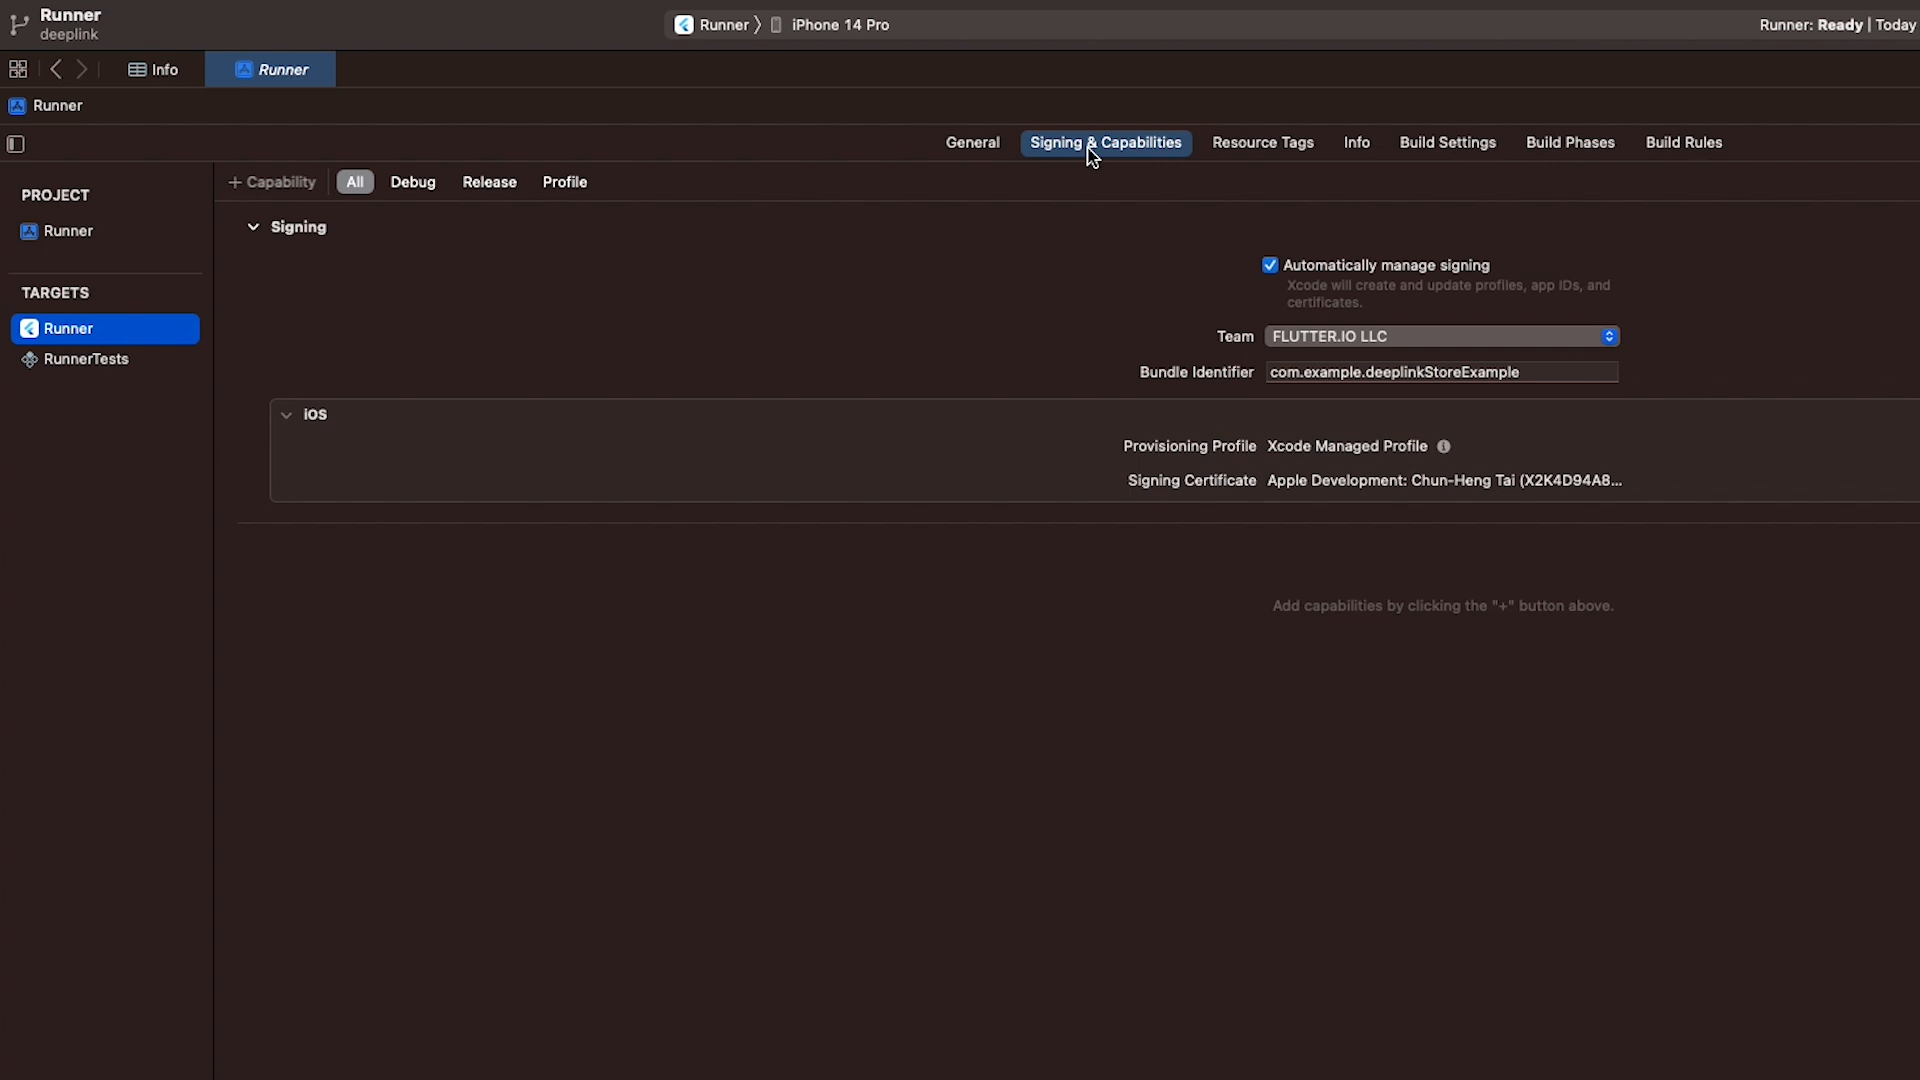 Runner
deeplink
Runner 〉 iPhone 14 Pro
Runner: Ready | Today
Info
Runner
Runner
General
Signing & Capabilities
Resource Tags
Info
Build Settings
Build Phases
Build Rules
+ Capability
All
Debug
Release
Profile
PROJECT
Runner
TARGETS
Runner
RunnerTests
Signing
Automatically manage signing
Xcode will create and update profiles, app IDs, and
certificates.
Team FLUTTER.IO LLC
Bundle Identifier com.example.deeplinkStoreExample
iOS
Provisioning Profile Xcode Managed Profile
Signing Certificate Apple Development: Chun-Heng Tai (X2K4D94A8...
Add capabilities by clicking the "+" button above.